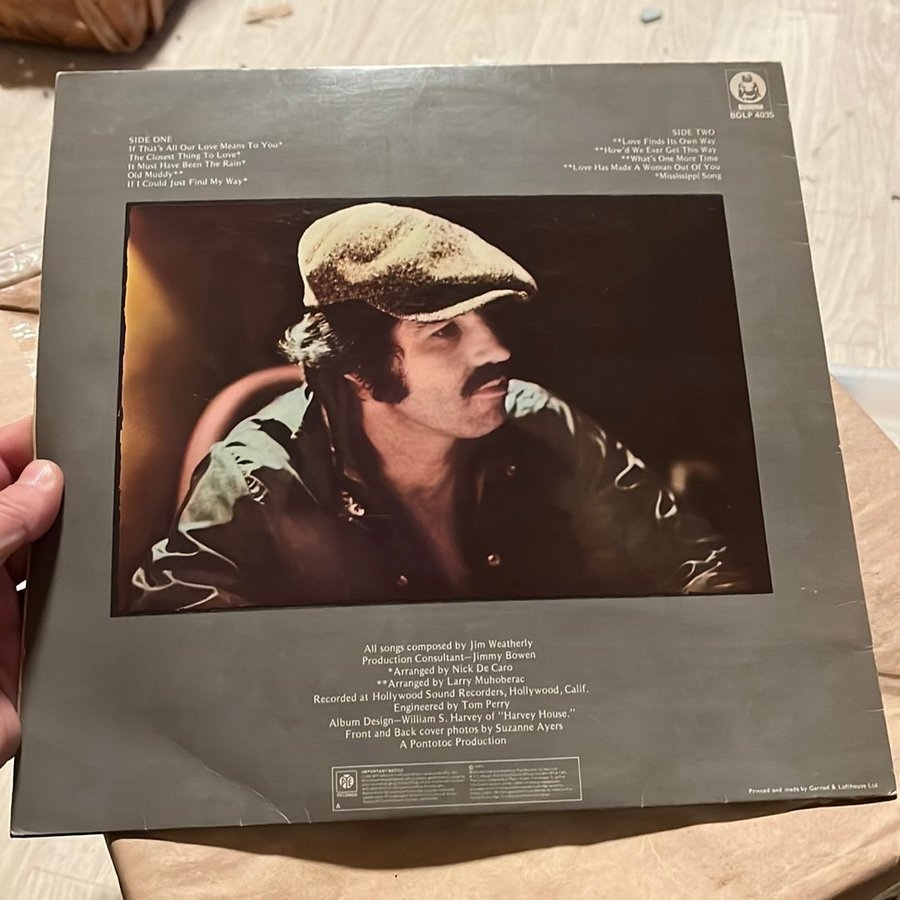 BDLP 4035
SIDE ONE
If That's All Our Love Means To You*
The Closest Thing To Love*
It Must Have Been The Rain*
Old Muddy**
If I Could Just Find My Way*
SIDE TWO
**Love Finds Its Own Way
**How'd We Ever Get This Way
**What's One More Time
**Love Has Made A Woman Out Of You
*Mississippi Song
All songs composed by Jim Weatherly
Production Consultant—Jimmy Bowen
*Arranged by Nick De Caro
**Arranged by Larry Muhoberac
Recorded at Hollywood Sound Recorders, Hollywood, Calif.
Engineered by Tom Perry
Album Design—William S. Harvey of "Harvey House."
Front and Back cover photos by Suzanne Ayers
A Pontotoc Production
PYE
RECORDS
A
IMPORTANT NOTICE
Printed and made by Garrod & Lofthouse Ltd.